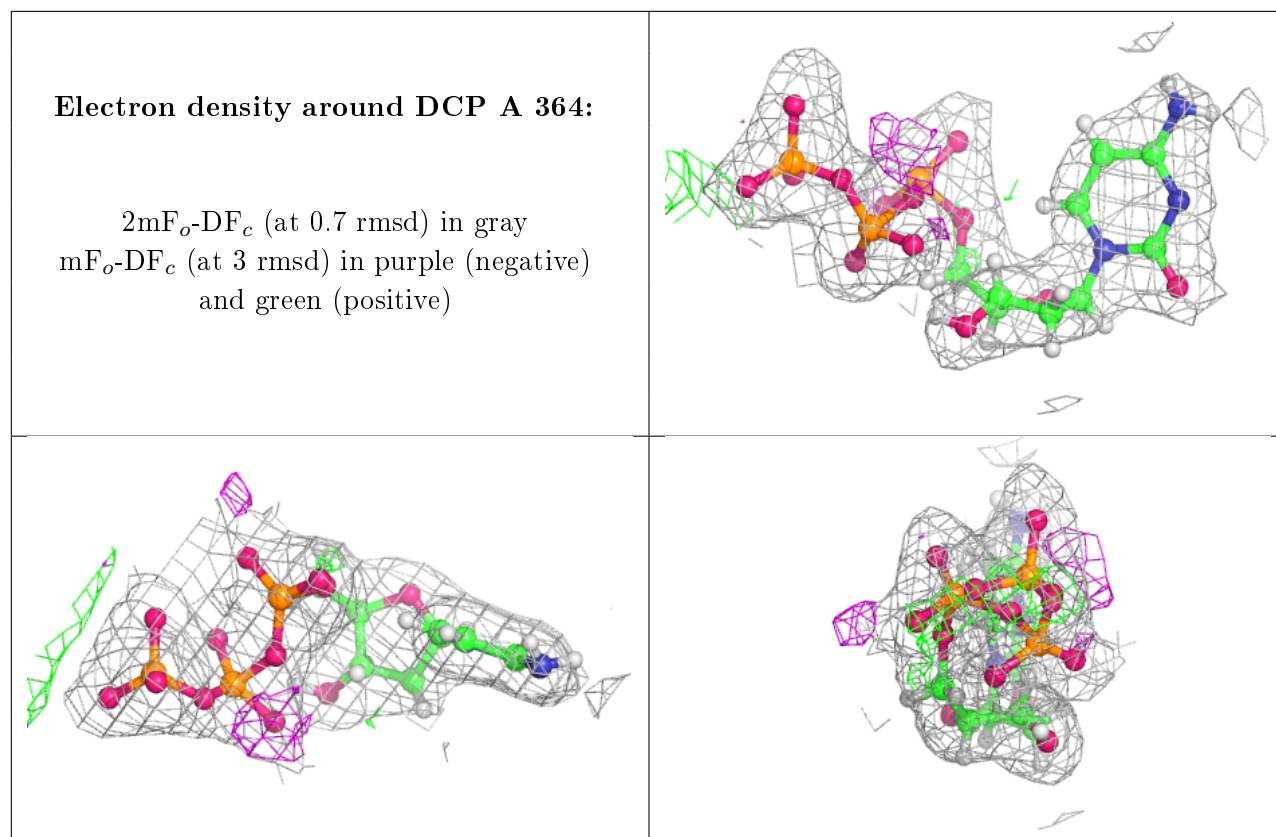 Electron density around DCP A 364:
2mFₒ-DF𝒸 (at 0.7 rmsd) in gray
mFₒ-DF𝒸 (at 3 rmsd) in purple (negative)
and green (positive)